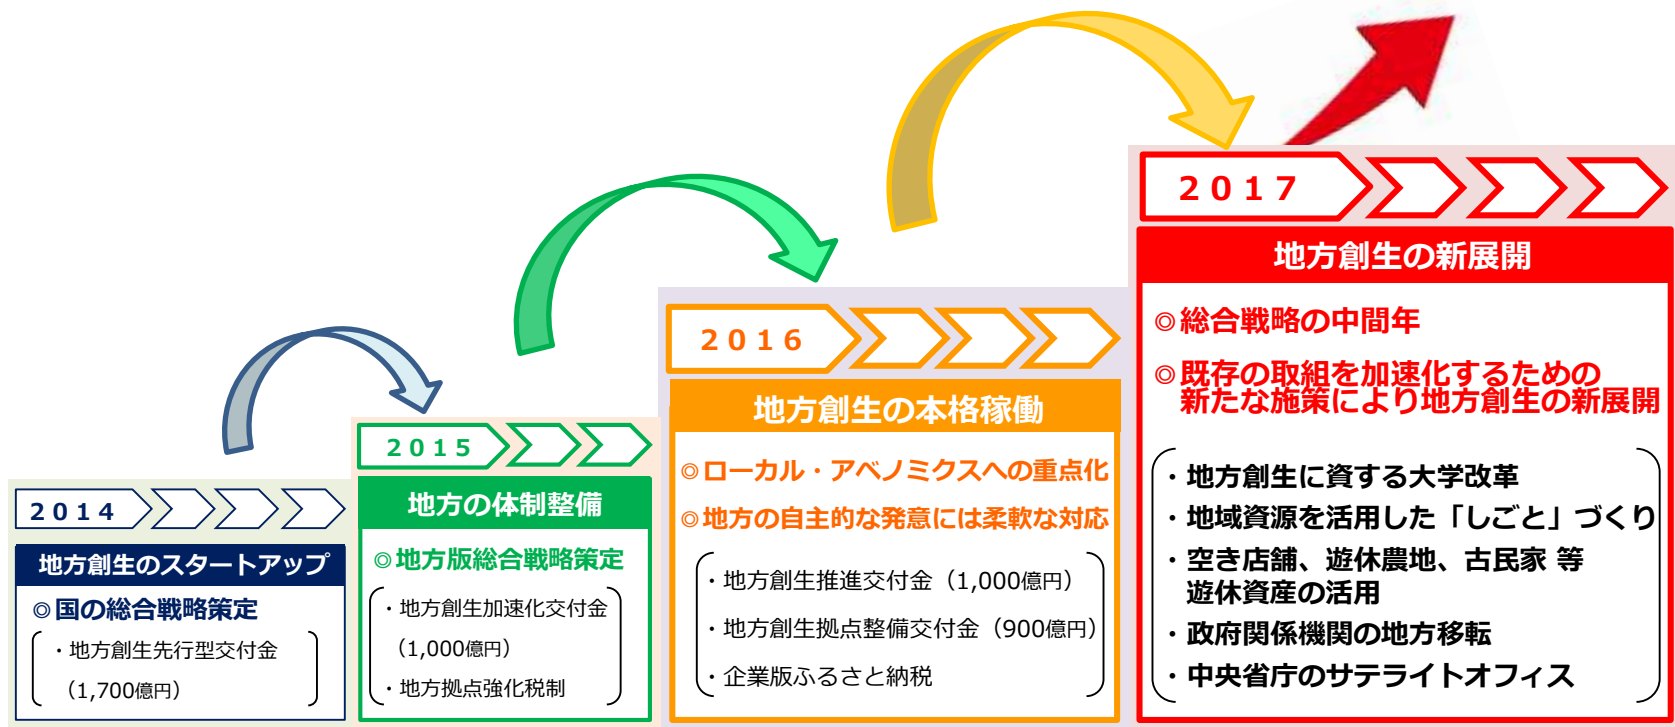 2014
地方創生のスタートアップ
◎国の総合戦略策定
・地方創生先行型交付金
（1,700億円）
2015
地方の体制整備
◎地方版総合戦略策定
・地方創生加速化交付金
（1,000億円）
・地方拠点強化税制
2016
地方創生の本格稼働
◎ローカル・アベノミクスへの重点化
◎地方の自主的な発意には柔軟な対応
・地方創生推進交付金（1,000億円）
・地方創生拠点整備交付金（900億円）
・企業版ふるさと納税
2017
地方創生の新展開
◎総合戦略の中間年
◎既存の取組を加速化するための
新たな施策により地方創生の新展開
・地方創生に資する大学改革
・地域資源を活用した「しごと」づくり
・空き店舗、遊休農地、古民家 等
遊休資産の活用
・政府関係機関の地方移転
・中央省庁のサテライトオフィス